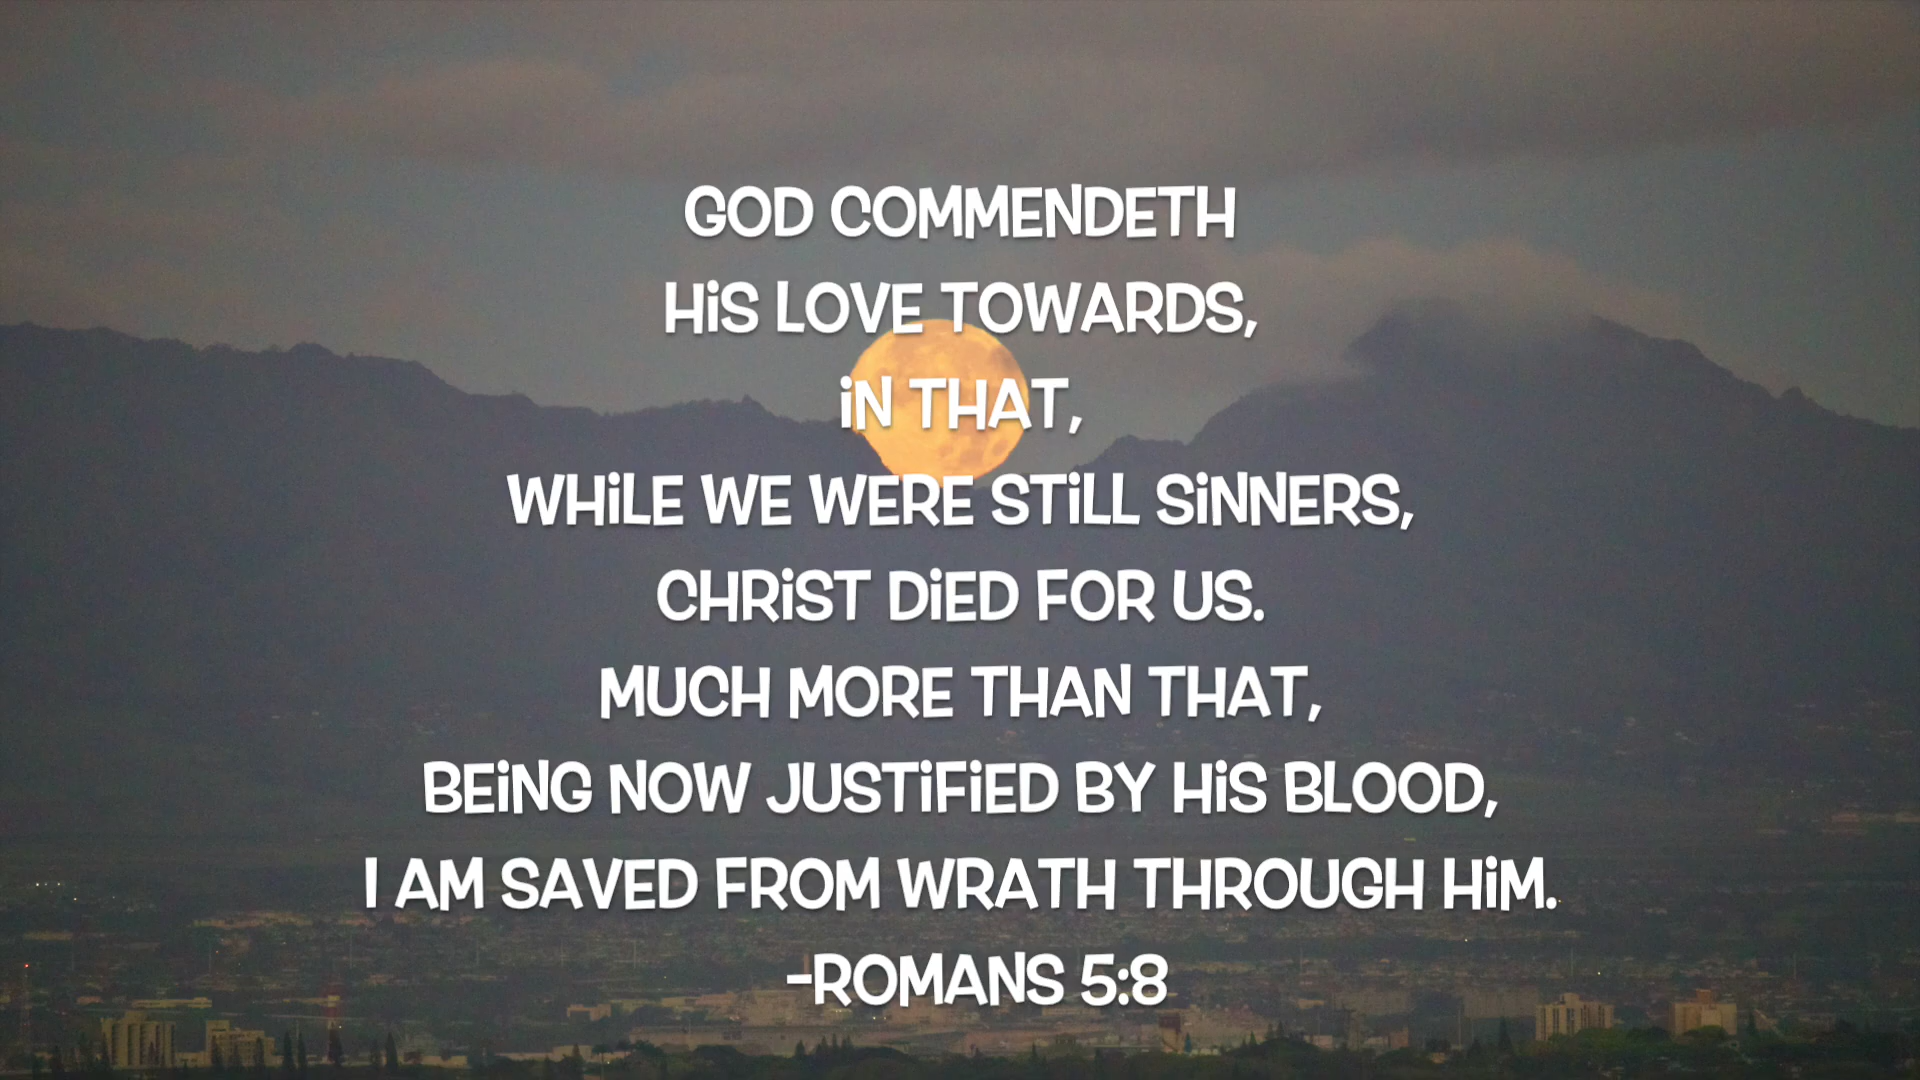 GOD COMMENDETH
HiS LOVE TOWARDS,
iN THAT,
WHiLE WE WERE STiLL SiNNERS,
CHRiST DiED FOR US.
MUCH MORE THAN THAT,
BEiNG NOW JUSTiFiED BY HiS BLOOD,
I AM SAVED FROM WRATH THROUGH HiM.
-ROMANS 5:8